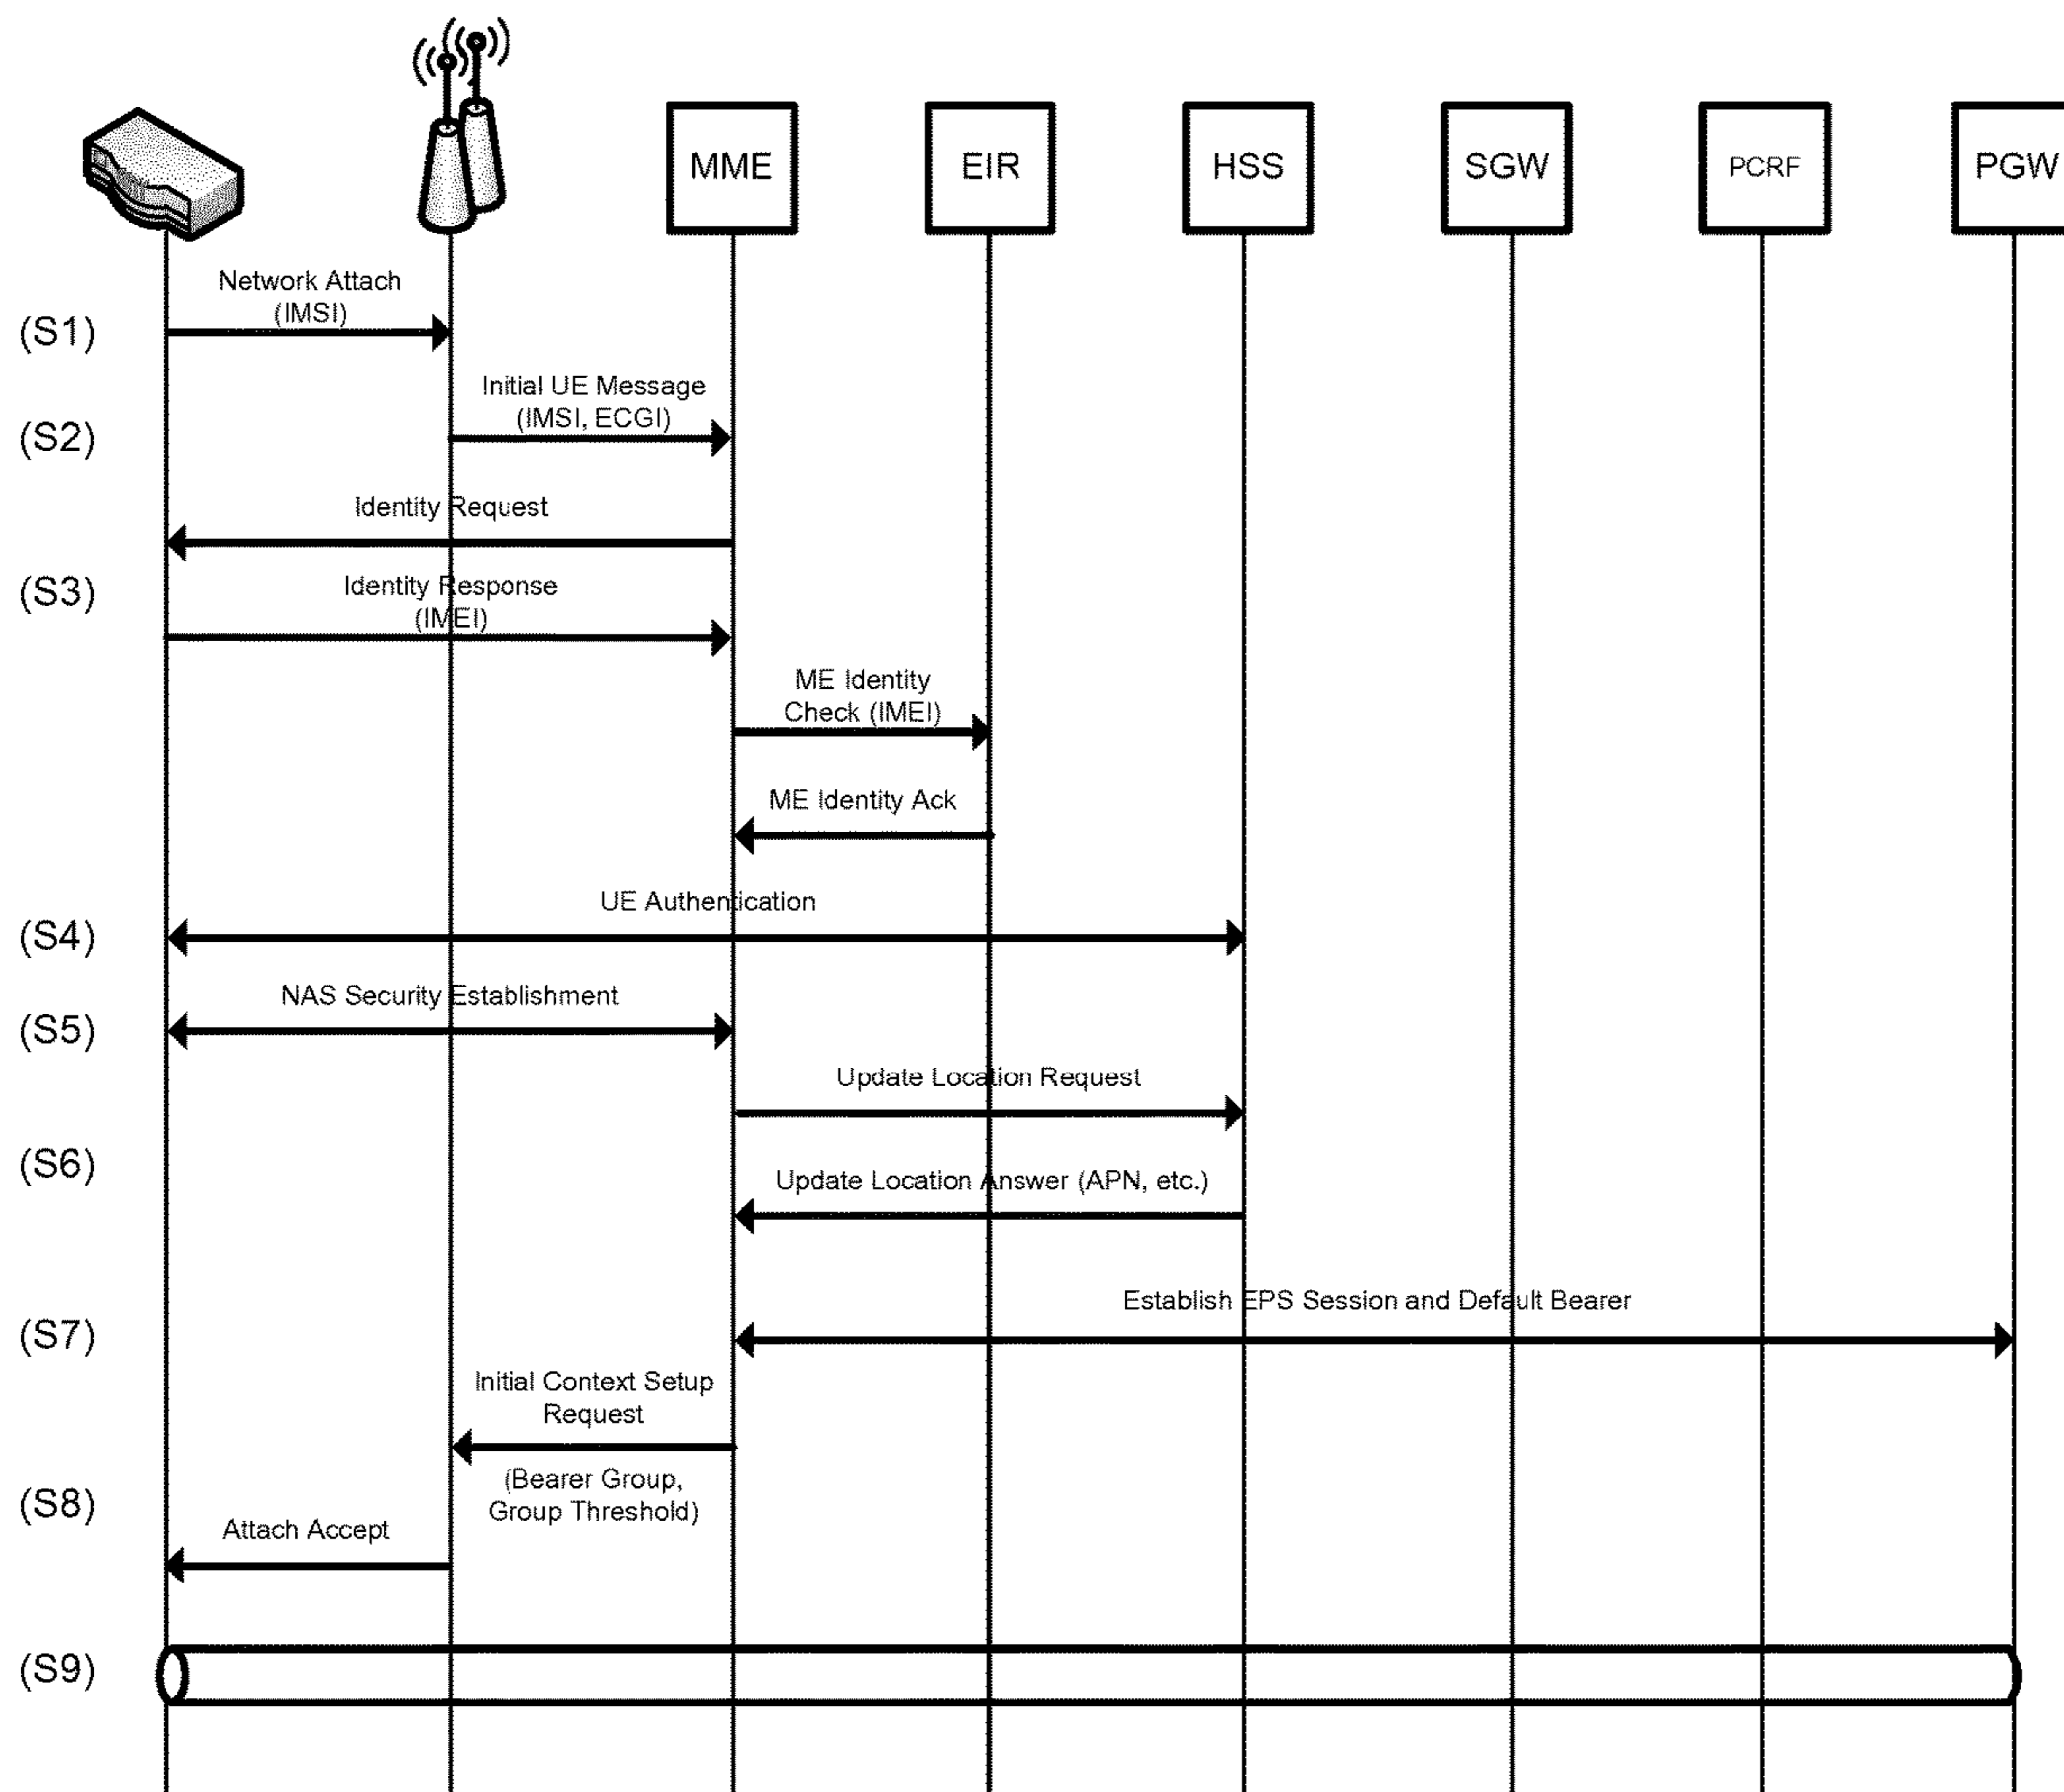 MME
EIR
HSS
SGW
PCRF
PGW
Network Attach
(IMSI)
(S1)
Initial UE Message
(IMSI, ECGI)
(S2)
Identity Request
(S3)
Identity Response
(IMEI)
ME Identity
Check (IMEI)
ME Identity Ack
UE Authentication
(S4)
NAS Security Establishment
(S5)
Update Location Request
(S6)
Update Location Answer (APN, etc.)
Establish EPS Session and Default Bearer
(S7)
Initial Context Setup
Request
(Bearer Group,
Group Threshold)
(S8)
Attach Accept
(S9)